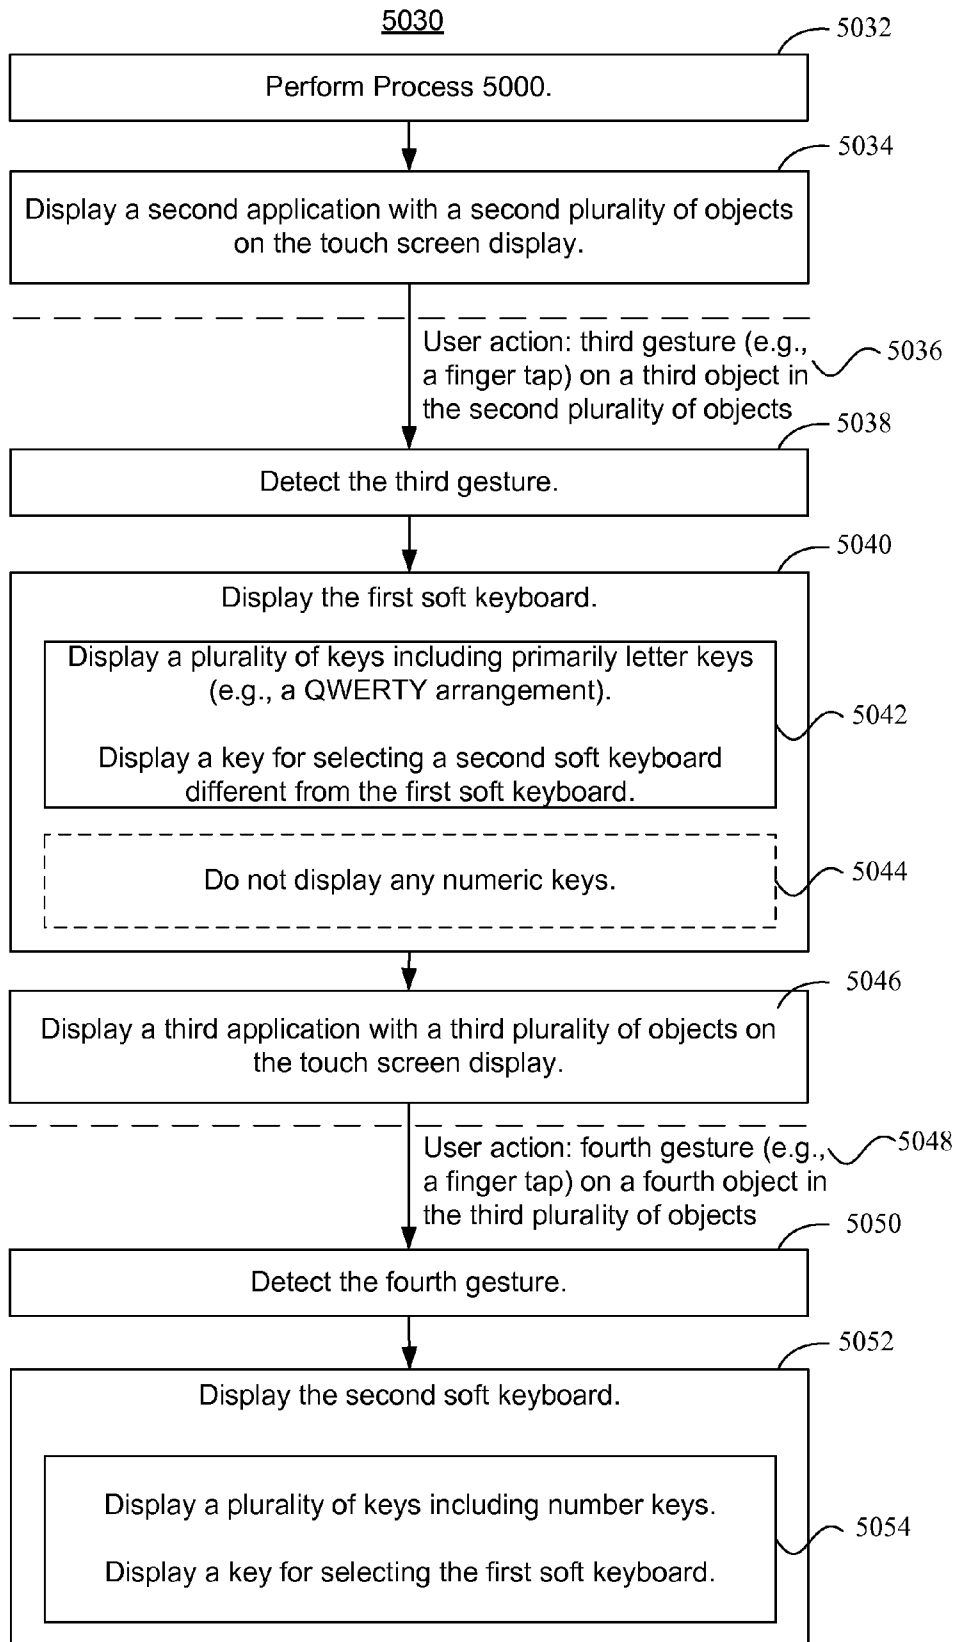 5030
5032
Perform Process 5000.
5034
Display a second application with a second plurality of objects
on the touch screen display.
User action: third gesture (e.g.,
a finger tap) on a third object in
the second plurality of objects
5036
5038
Detect the third gesture.
5040
Display the first soft keyboard.
Display a plurality of keys including primarily letter keys
(e.g., a QWERTY arrangement).
5042
Display a key for selecting a second soft keyboard
different from the first soft keyboard.
Do not display any numeric keys.
5044
5046
Display a third application with a third plurality of objects on
the touch screen display.
User action: fourth gesture (e.g.,
a finger tap) on a fourth object in
the third plurality of objects
5048
5050
Detect the fourth gesture.
5052
Display the second soft keyboard.
Display a plurality of keys including number keys.
5054
Display a key for selecting the first soft keyboard.